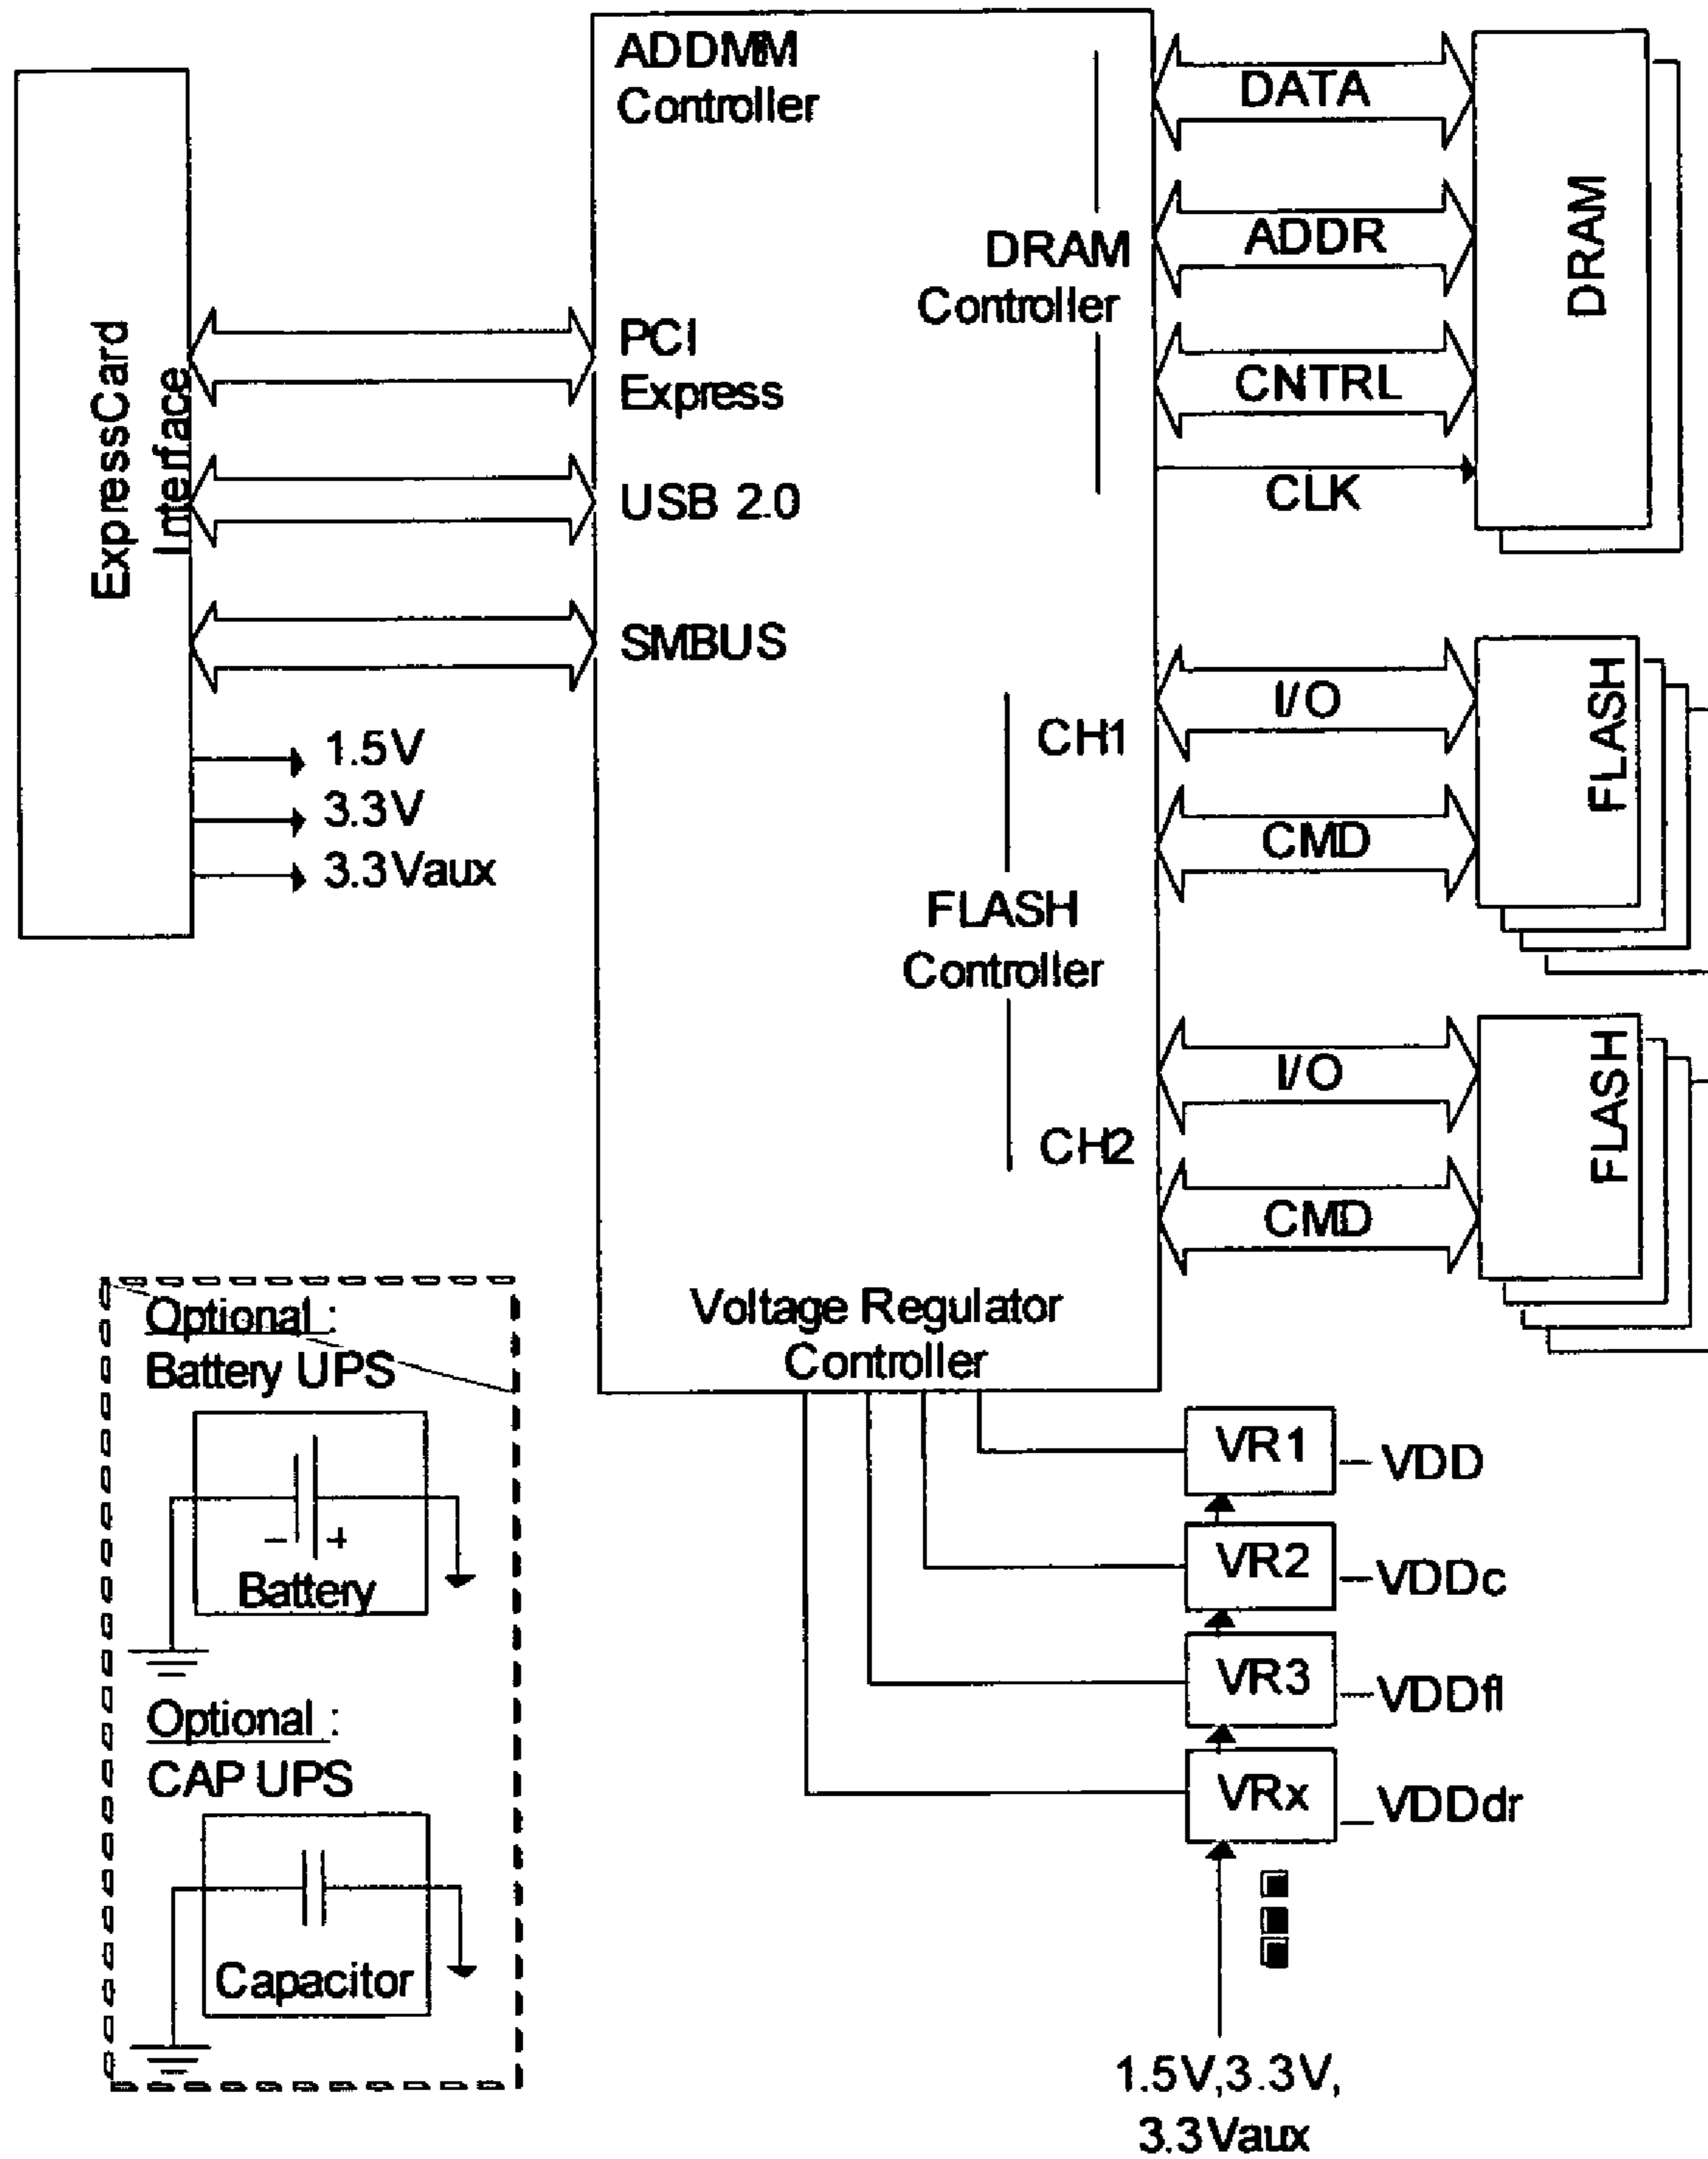 ADDMM
Controller
DATA
ADDR
CNTRL
CLK
DRAM
DRAM
Controller
ExpressCard
Interface
PCI
Express
USB 2.0
SMBUS
1.5V
3.3V
3.3Vaux
CH1
I/O
CMD
FLASH
FLASH
Controller
CH2
I/O
CMD
FLASH
Voltage Regulator
Controller
Optional :
Battery UPS
- +
Battery
Optional :
CAP UPS
Capacitor
VR1
VDD
VR2
VDDc
VR3
VDDfl
VRx
VDDdr
1.5V,3.3V,
3.3Vaux